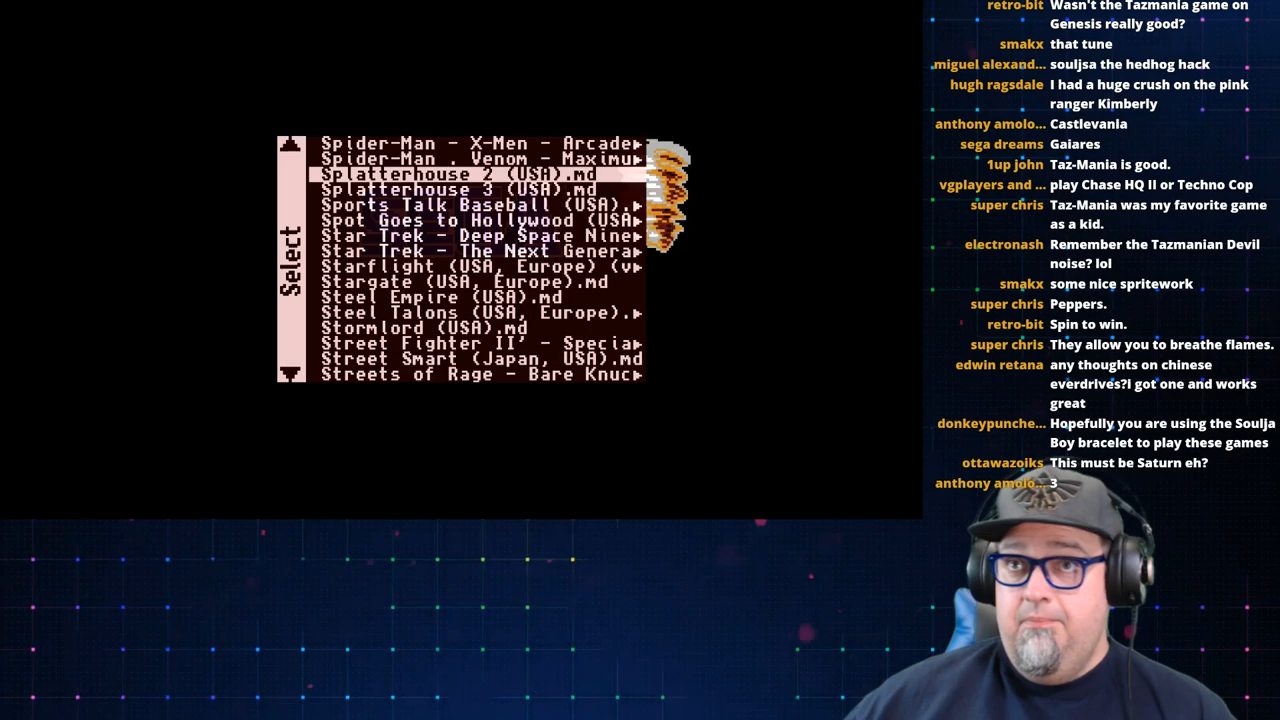 Select
Spider-Man - X-Men - Arcade
Spider-Man . Venom - Maximu
Splatterhouse 2 (USA).md
Splatterhouse 3 (USA).md
Sports Talk Baseball (USA).
Spot Goes to Hollywood (USA
Star Trek - Deep Space Nine
Star Trek - The Next Genera
Starflight (USA, Europe) (v
Stargate (USA, Europe).md
Steel Empire (USA).md
Steel Talons (USA, Europe).
Stormlord (USA).md
Street Fighter II' - Specia
Street Smart (Japan, USA).md
Streets of Rage - Bare Knuc
retro-bit Wasn't the Tazmania game on
Genesis really good?
smakx that tune
miguel alexand... souljsa the hedhog hack
hugh ragsdale I had a huge crush on the pink
ranger Kimberly
anthony amolo... Castlevania
sega dreams Gaiares
1up john Taz-Mania is good.
vgplayers and ... play Chase HQ II or Techno Cop
super chris Taz-Mania was my favorite game
as a kid.
electronash Remember the Tazmanian Devil
noise? lol
smakx some nice spritework
super chris Peppers.
retro-bit Spin to win.
super chris They allow you to breathe flames.
edwin retana any thoughts on chinese
everdrives?i got one and works
great
donkeypunche... Hopefully you are using the Soulja
Boy bracelet to play these games
ottawazoiks This must be Saturn eh?
anthony amolo... 3